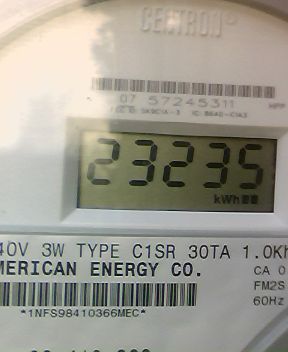 CENTRON®
07 57245311
23235
kWh
40V 3W TYPE C1SR 30TA 1.0Kh
MERICAN ENERGY CO.
CA 0
FM2S
60Hz
*1NFS98410366MEC*